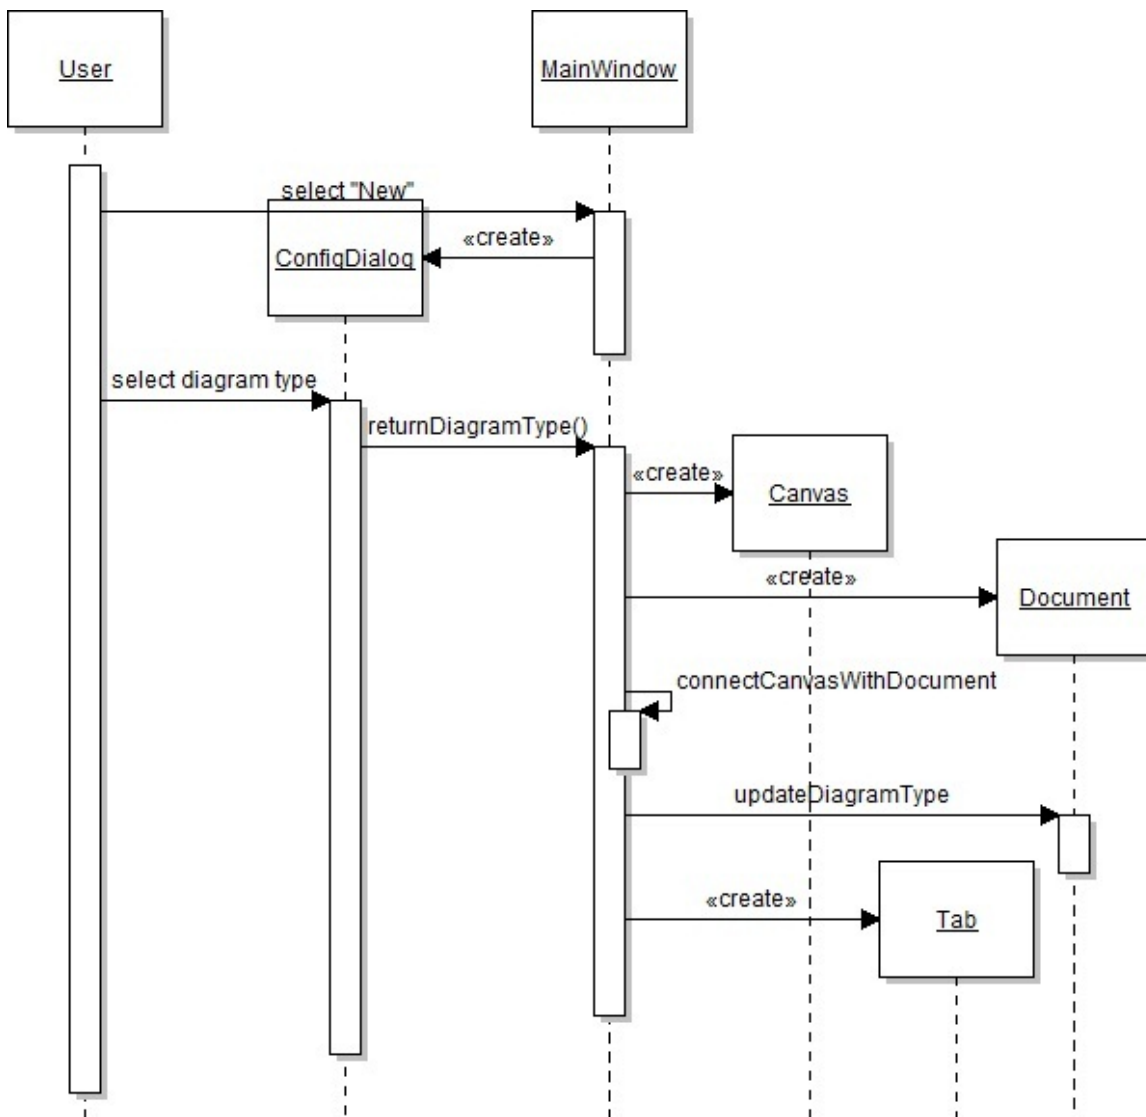 User
MainWindow
select "New"
«create»
ConfigDialog
select diagram type
returnDiagramType()
«create»
Canvas
«create»
Document
connectCanvasWithDocument
updateDiagramType
«create»
Tab